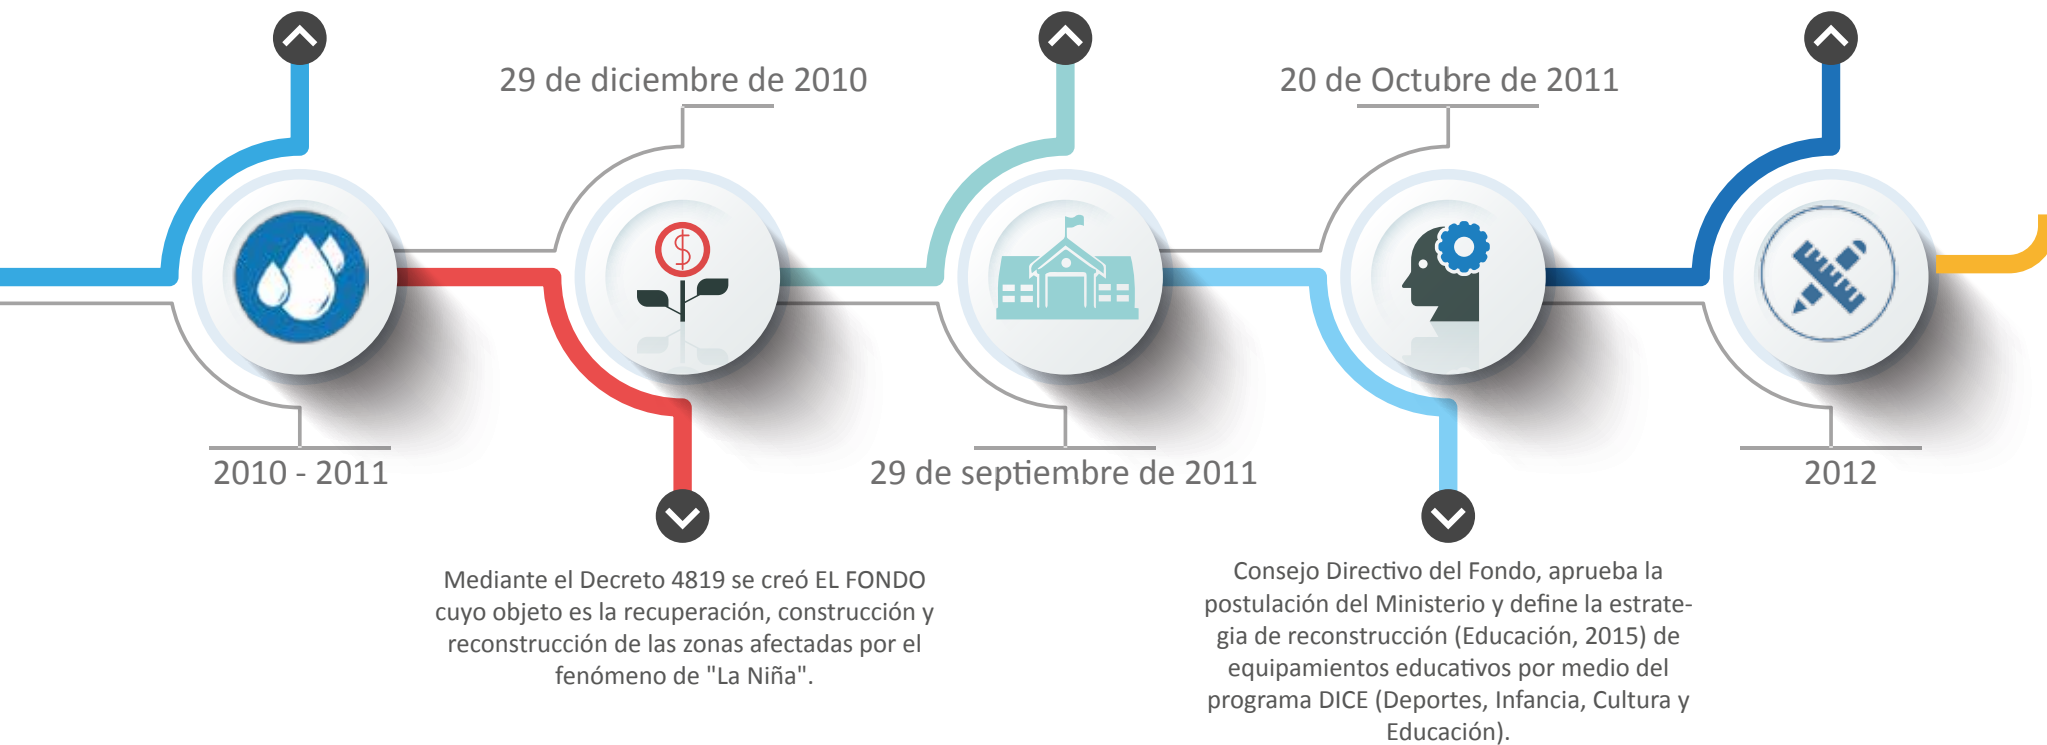 29 de diciembre de 2010
20 de Octubre de 2011
2010 - 2011
29 de septiembre de 2011
2012
Mediante el Decreto 4819 se creó EL FONDO
cuyo objeto es la recuperación, construcción y
reconstrucción de las zonas afectadas por el
fenómeno de "La Niña".
Consejo Directivo del Fondo, aprueba la
postulación del Ministerio y define la estrate-
gia de reconstrucción (Educación, 2015) de
equipamientos educativos por medio del
programa DICE (Deportes, Infancia, Cultura y
Educación).